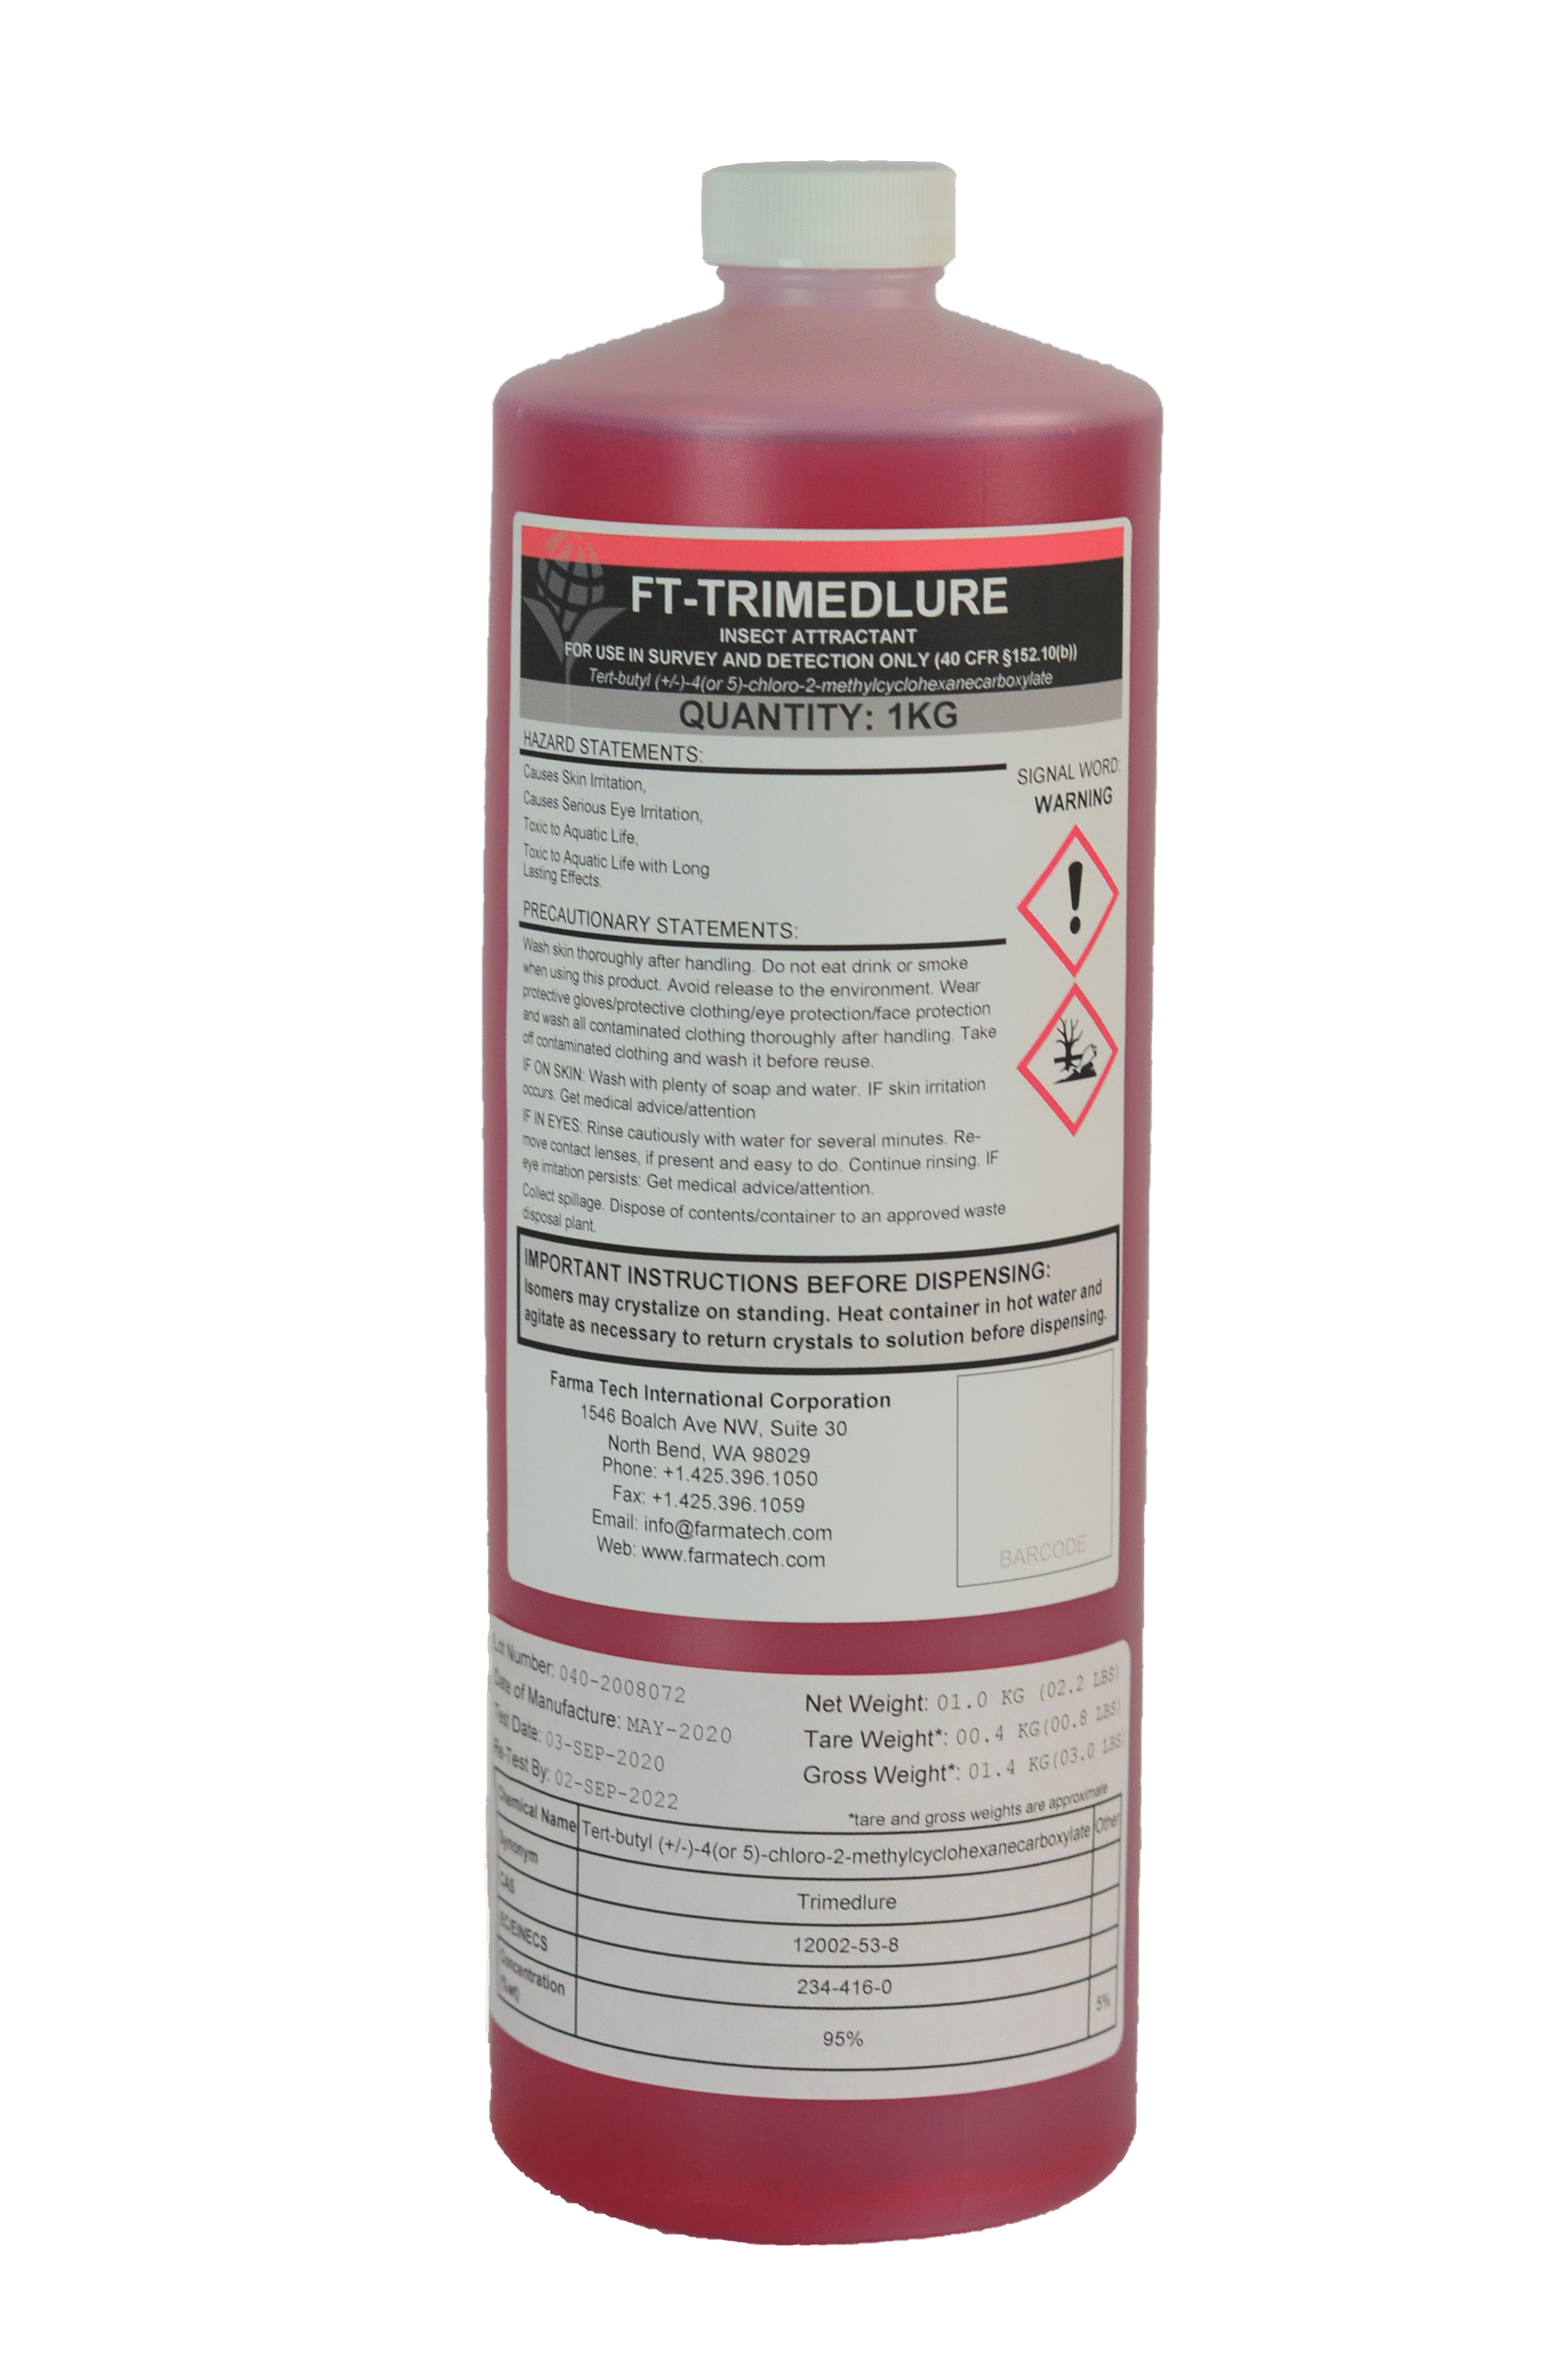 FT-TRIMEDLURE
INSECT ATTRACTANT
FOR USE IN SURVEY AND DETECTION ONLY (40 CFR §152.10(b))
Tert-butyl (+/-)-4(or 5)-chloro-2-methylcyclohexanecarboxylate
QUANTITY: 1KG
HAZARD STATEMENTS:
Causes Skin Irritation,
Causes Serious Eye Irritation,
Toxic to Aquatic Life,
Toxic to Aquatic Life with Long
Lasting Effects.
SIGNAL WORD:
WARNING
PRECAUTIONARY STATEMENTS:
Wash skin thoroughly after handling. Do not eat drink or smoke
when using this product. Avoid release to the environment. Wear
protective gloves/protective clothing/eye protection/face protection
and wash all contaminated clothing thoroughly after handling. Take
off contaminated clothing and wash it before reuse.
IF ON SKIN: Wash with plenty of soap and water. IF skin irritation
occurs. Get medical advice/attention
IF IN EYES: Rinse cautiously with water for several minutes. Re-
move contact lenses, if present and easy to do. Continue rinsing. IF
eye irritation persists: Get medical advice/attention.
Collect spillage. Dispose of contents/container to an approved waste
disposal plant.
IMPORTANT INSTRUCTIONS BEFORE DISPENSING:
Isomers may crystalize on standing. Heat container in hot water and
agitate as necessary to return crystals to solution before dispensing.
Farma Tech International Corporation
1546 Boalch Ave NW, Suite 30
North Bend, WA 98029
Phone: +1.425.396.1050
Fax: +1.425.396.1059
Email: info@farmatech.com
Web: www.farmatech.com
BARCODE
Lot Number: 040-2008072
Date of Manufacture: MAY-2020
Test Date: 03-SEP-2020
Re-Test By: 02-SEP-2022
Net Weight: 01.0 KG (02.2 LBS)
Tare Weight*: 00.4 KG(00.8 LBS)
Gross Weight*: 01.4 KG(03.0 LBS)
*tare and gross weights are approximate
Chemical Name Tert-butyl (+/-)-4(or 5)-chloro-2-methylcyclohexanecarboxylate Other
Synonym Trimedlure
CAS 12002-53-8
EC/EINECS 234-416-0
Concentration (%wt) 95% 5%